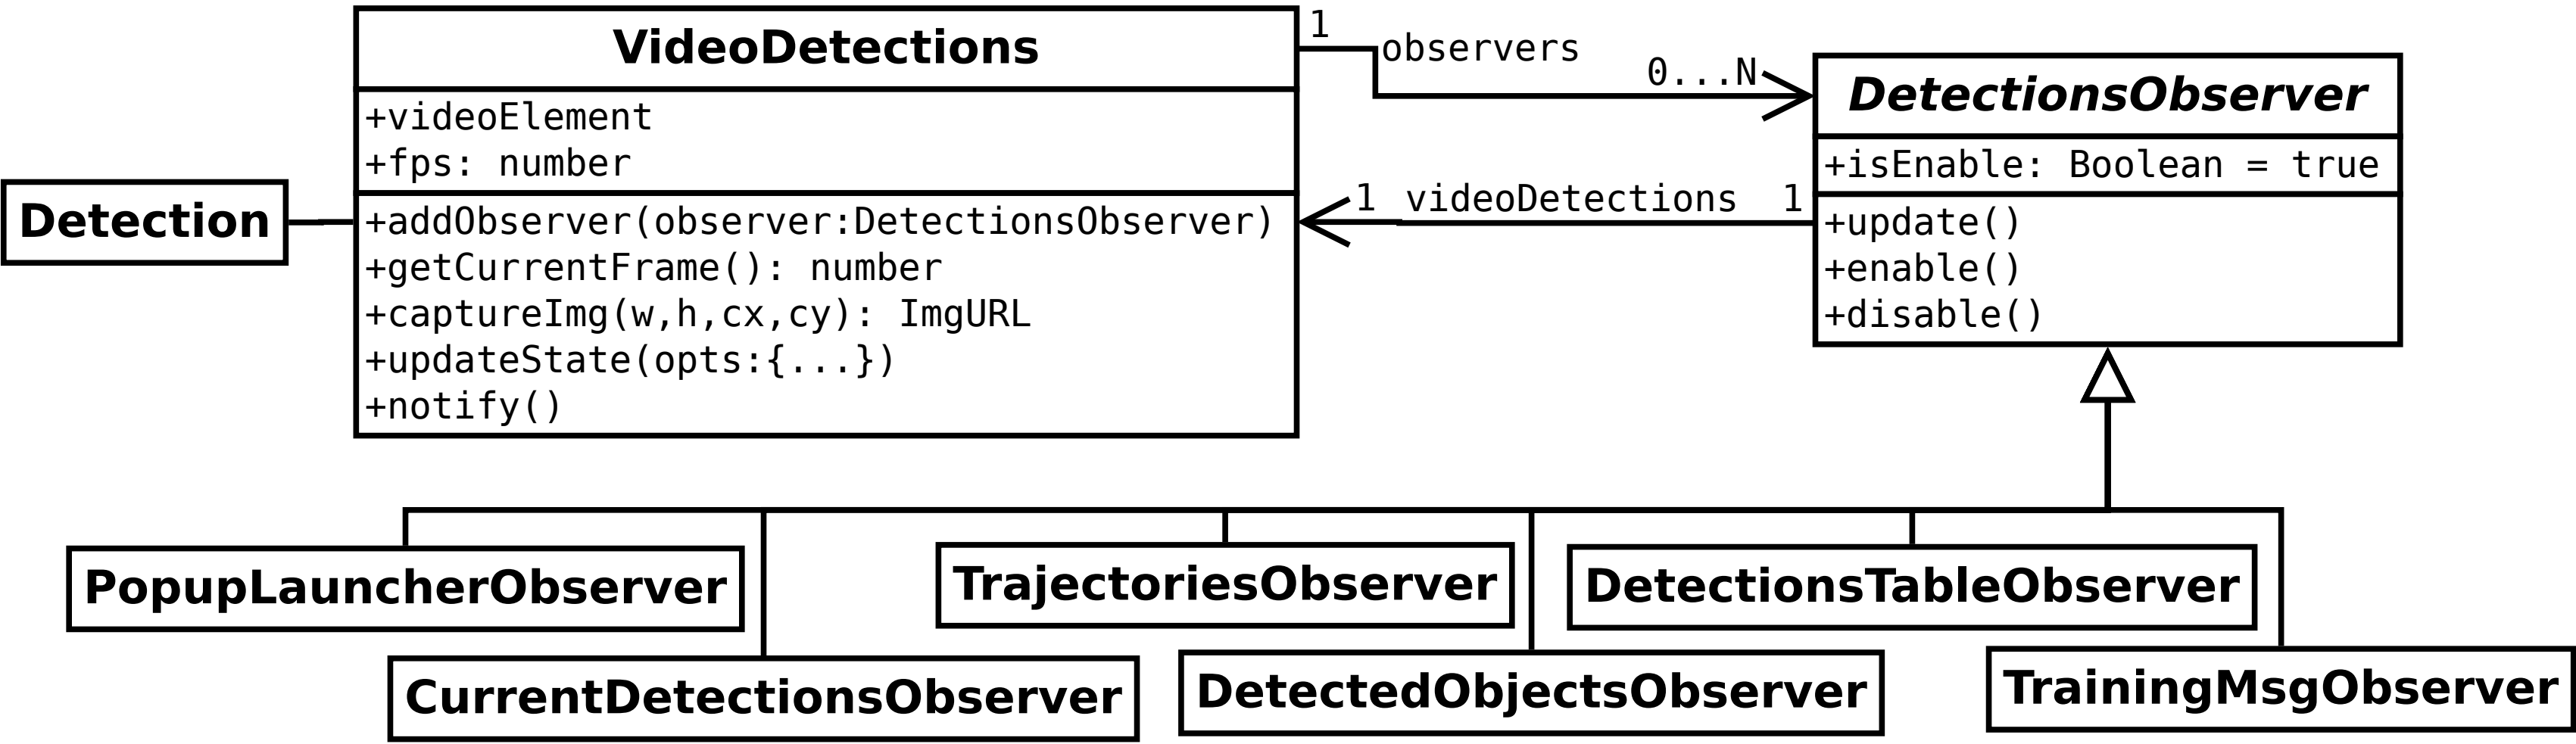 VideoDetections
+videoElement
+fps: number
+addObserver(observer:DetectionsObserver)
+getCurrentFrame(): number
+captureImg(w,h,cx,cy): ImgURL
+updateState(opts:{...})
+notify()
Detection
1
observers
0...N
1
videoDetections
1
DetectionsObserver
+isEnable: Boolean = true
+update()
+enable()
+disable()
PopupLauncherObserver
TrajectoriesObserver
DetectionsTableObserver
CurrentDetectionsObserver
DetectedObjectsObserver
TrainingMsgObserver